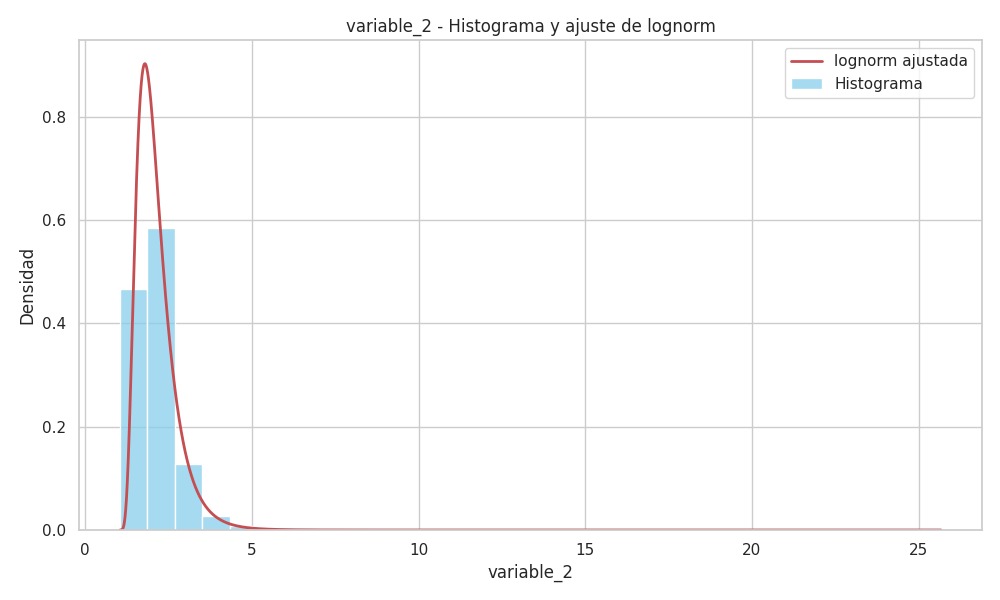 variable_2 - Histograma y ajuste de lognorm
lognorm ajustada
Histograma
Densidad
0.8
0.6
0.4
0.2
0.0
0 5 10 15 20 25
variable_2